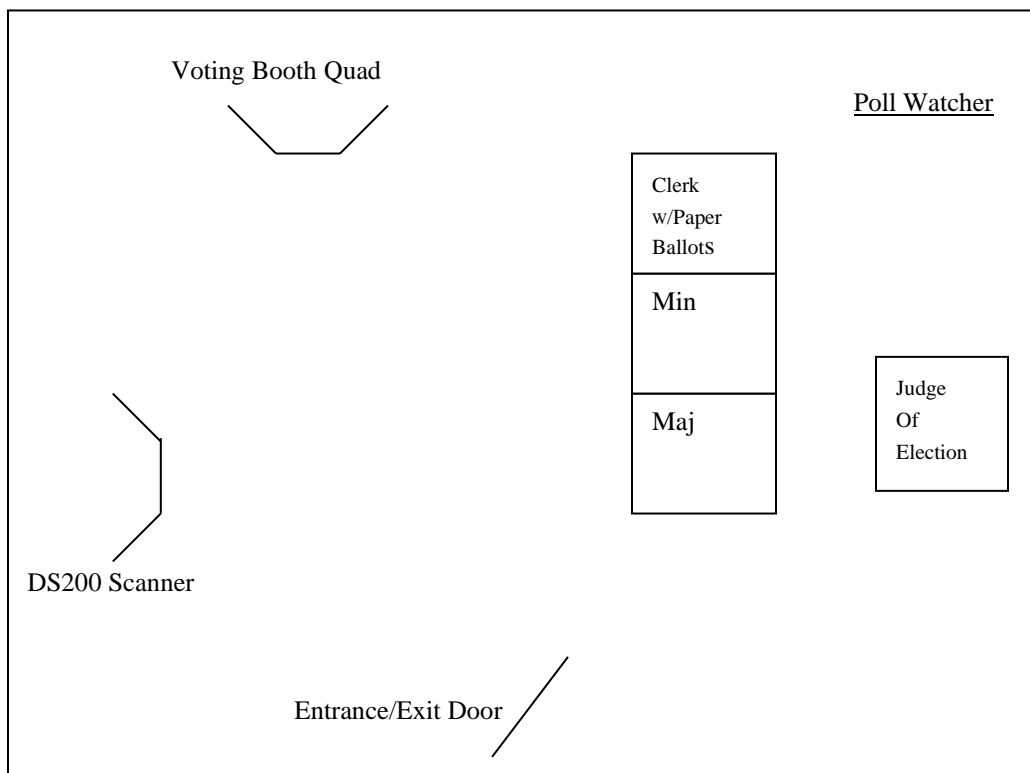 Voting Booth Quad
Poll Watcher
Clerk
w/Paper
Ballots
Min
Maj
Judge
Of
Election
DS200 Scanner
Entrance/Exit Door